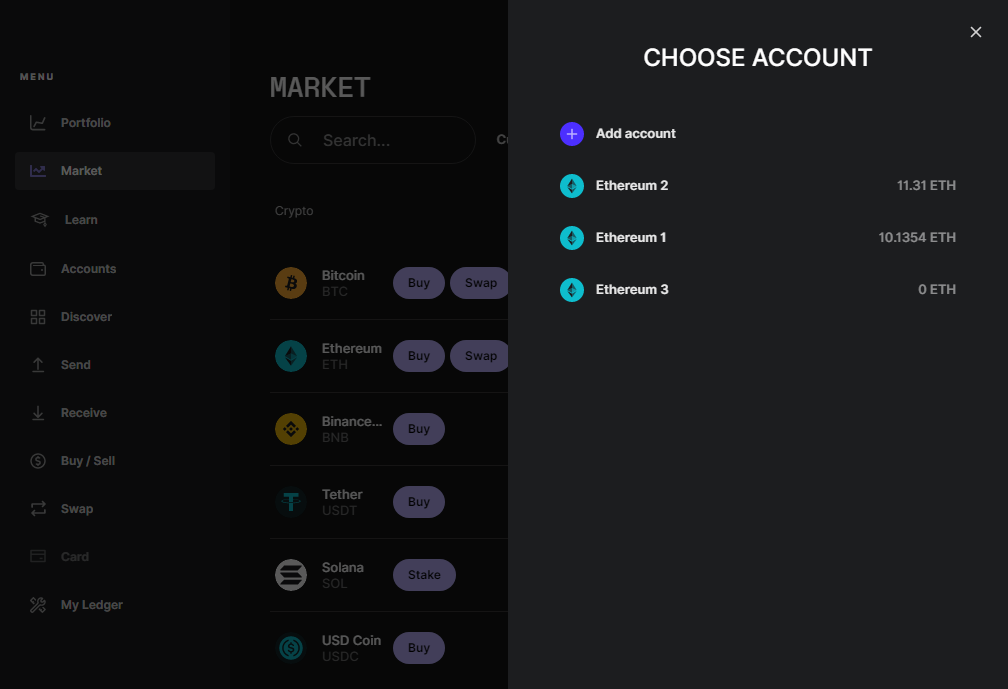 MENU
Portfolio
Market
Learn
Accounts
Discover
Send
Receive
Buy / Sell
Swap
Card
My Ledger
MARKET
Search...
Crypto
Bitcoin
BTC
Buy
Swap
Ethereum
ETH
Buy
Swap
Binance...
BNB
Buy
Tether
USDT
Buy
Solana
SOL
Stake
USD Coin
USDC
Buy
CHOOSE ACCOUNT
Add account
Ethereum 2 11.31 ETH
Ethereum 1 10.1354 ETH
Ethereum 3 0 ETH